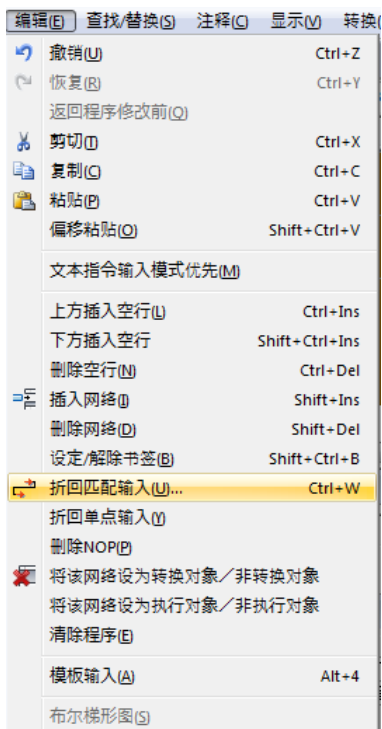 编辑(E) 查找/替换(S) 注释(C) 显示(V) 转换(
撤销(U) Ctrl+Z
恢复(R) Ctrl+Y
返回程序修改前(Q)
剪切(T) Ctrl+X
复制(C) Ctrl+C
粘贴(P) Ctrl+V
偏移粘贴(O) Shift+Ctrl+V
文本指令输入模式优先(M)
上方插入空行(L) Ctrl+Ins
下方插入空行 Shift+Ctrl+Ins
删除空行(N) Ctrl+Del
插入网络(I) Shift+Ins
删除网络(D) Shift+Del
设定/解除书签(B) Shift+Ctrl+B
折回匹配输入(U)... Ctrl+W
折回单点输入(Y)
删除NOP(P)
将该网络设为转换对象／非转换对象
将该网络设为执行对象／非执行对象
清除程序(E)
模板输入(A) Alt+4
布尔梯形图(S)